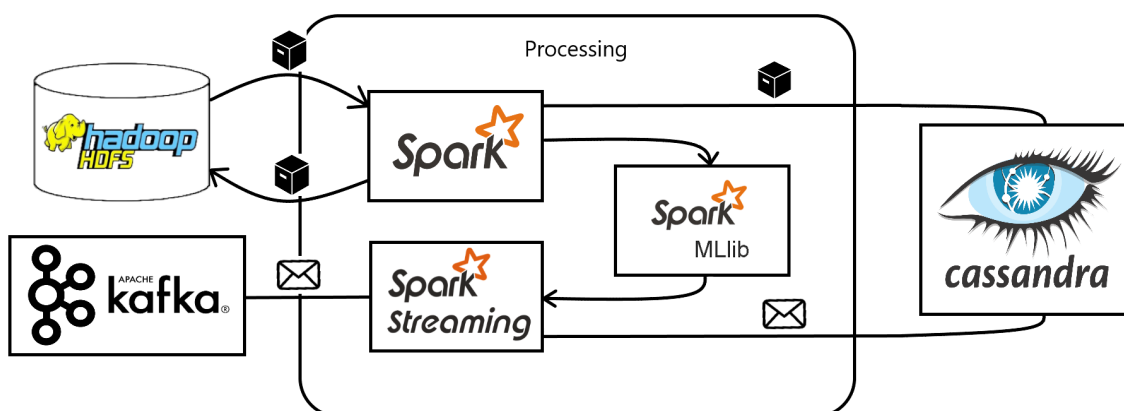 Processing
hadoop
HDFS
Spark
Spark
MLlib
APACHE
kafka®
Spark
Streaming
cassandra